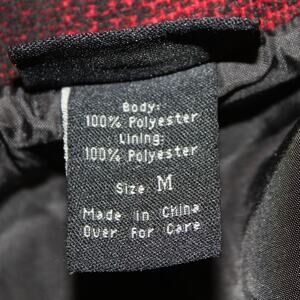 Body:
100% Polyester
Lining:
100% Polyester
Size M
Made in China
Over For Care